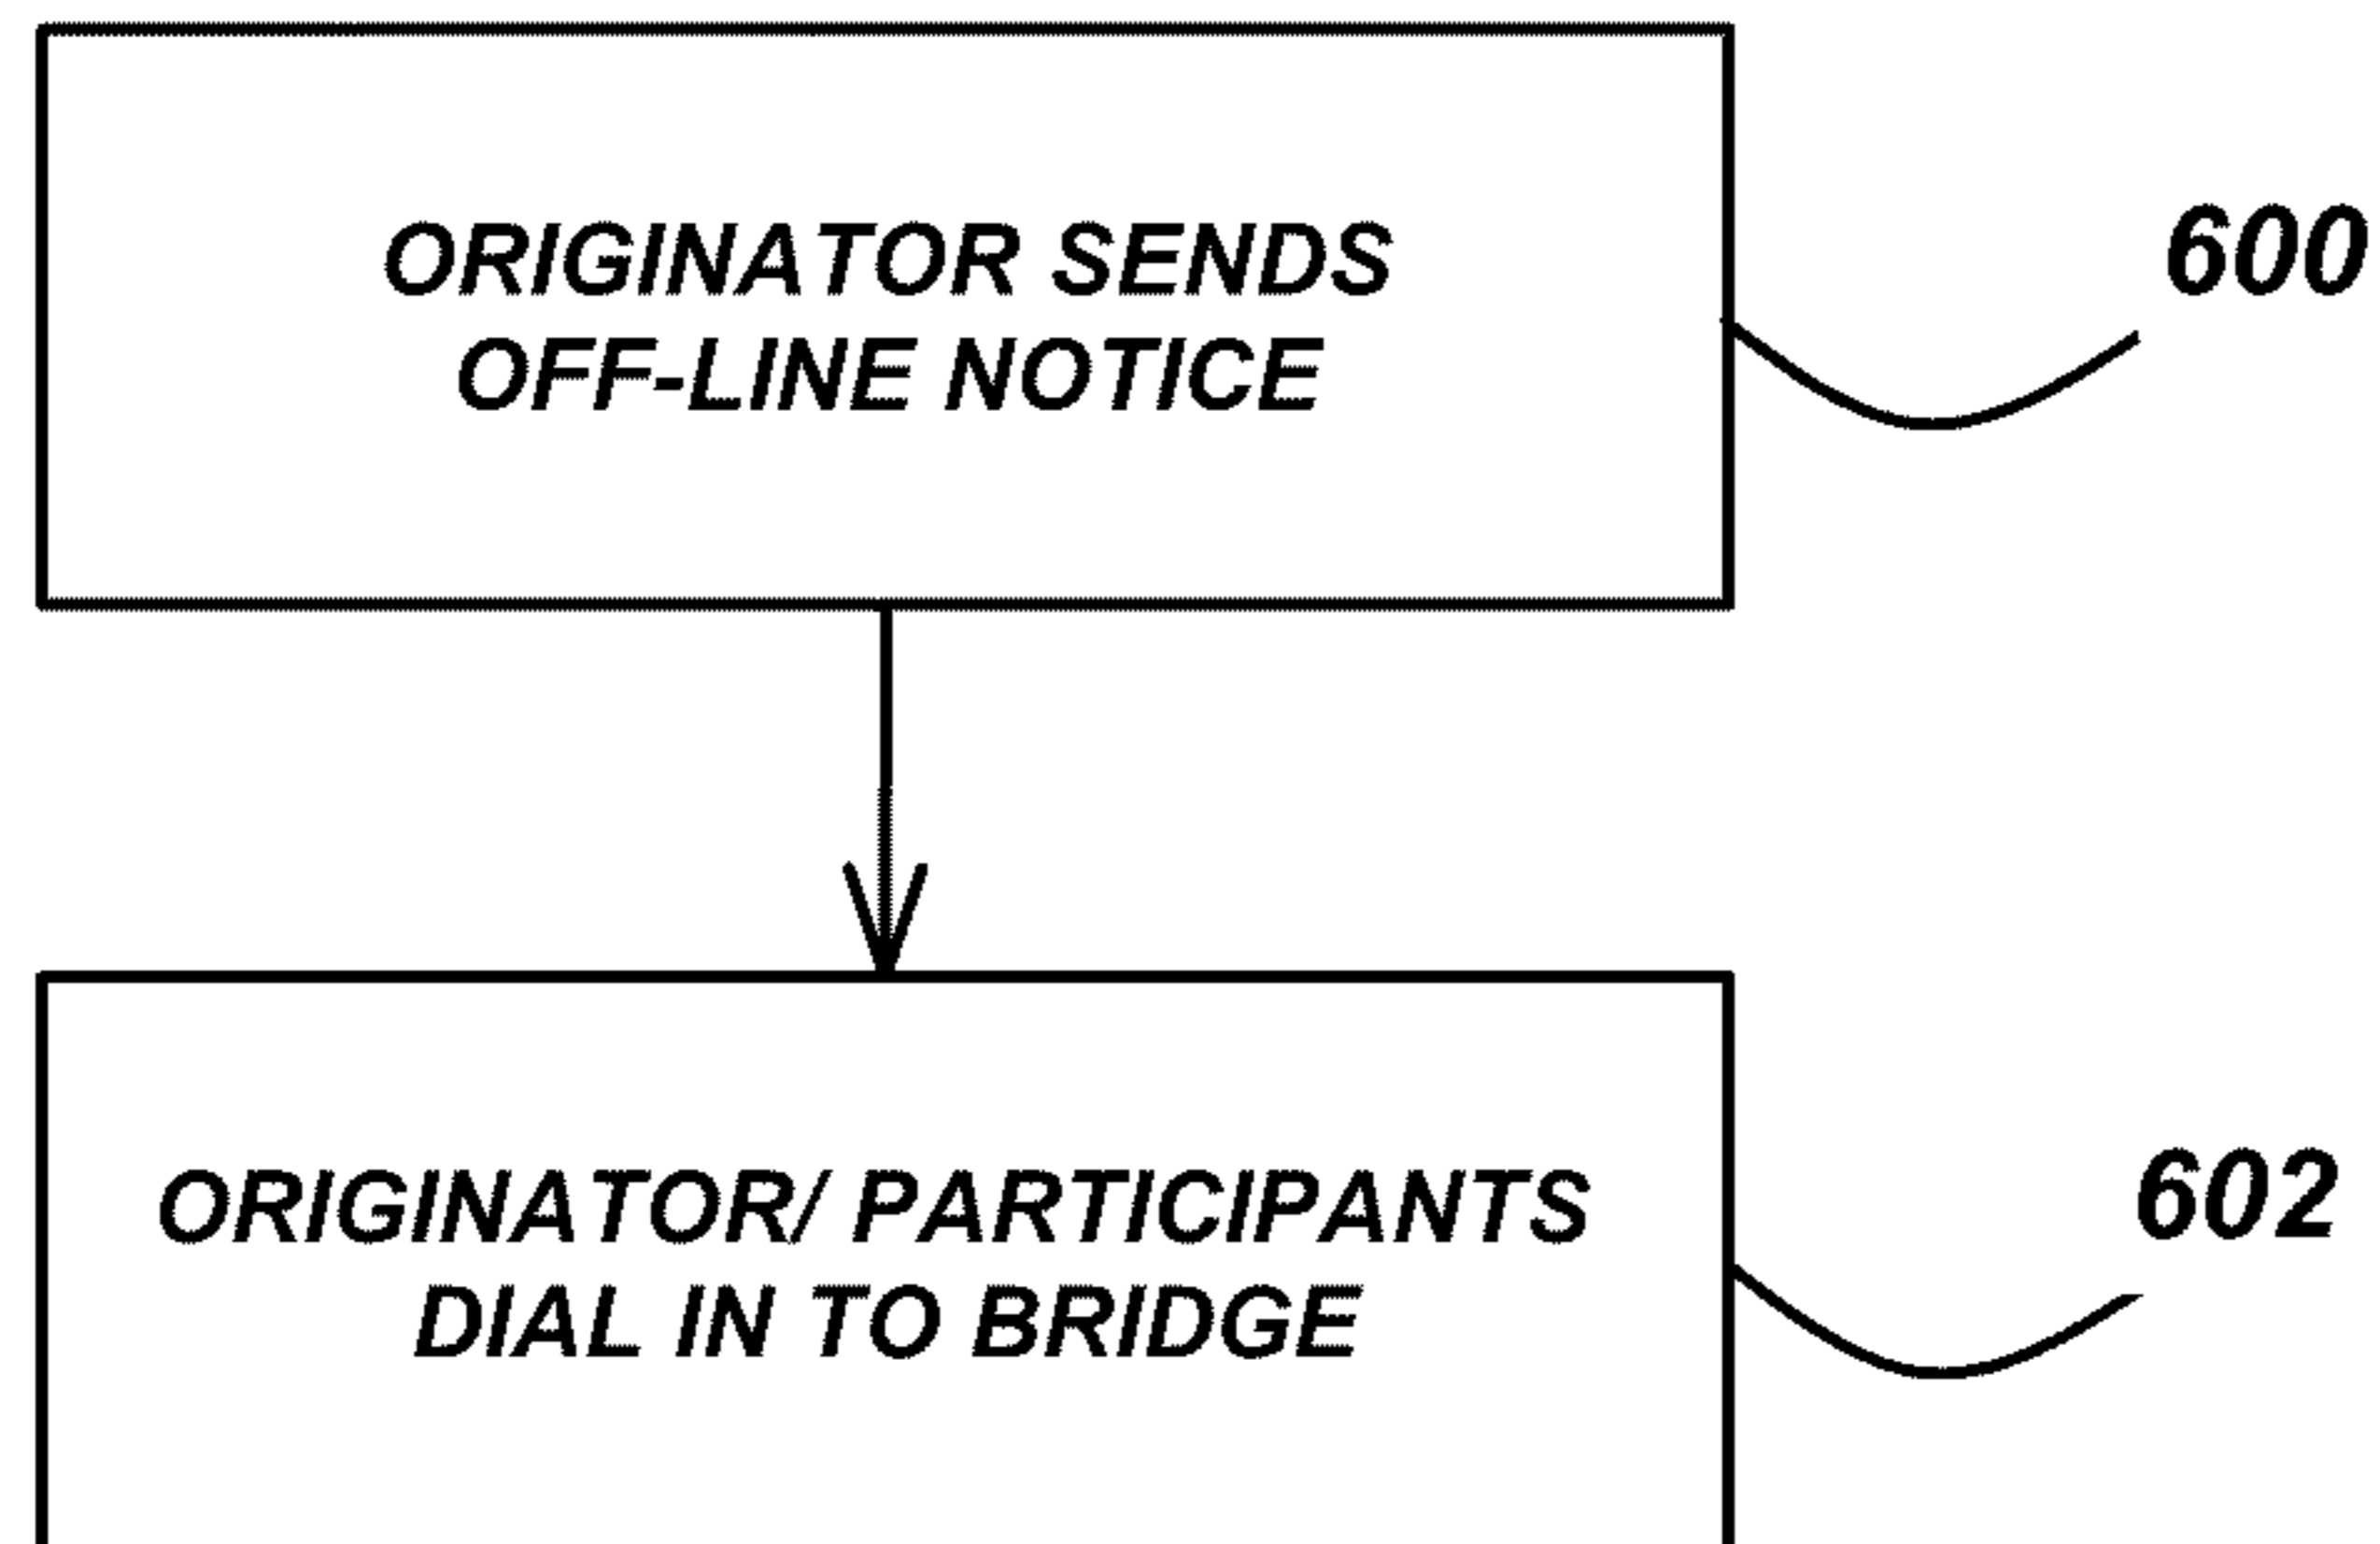 ORIGINATOR SENDS
OFF-LINE NOTICE
600
ORIGINATOR/ PARTICIPANTS
DIAL IN TO BRIDGE
602